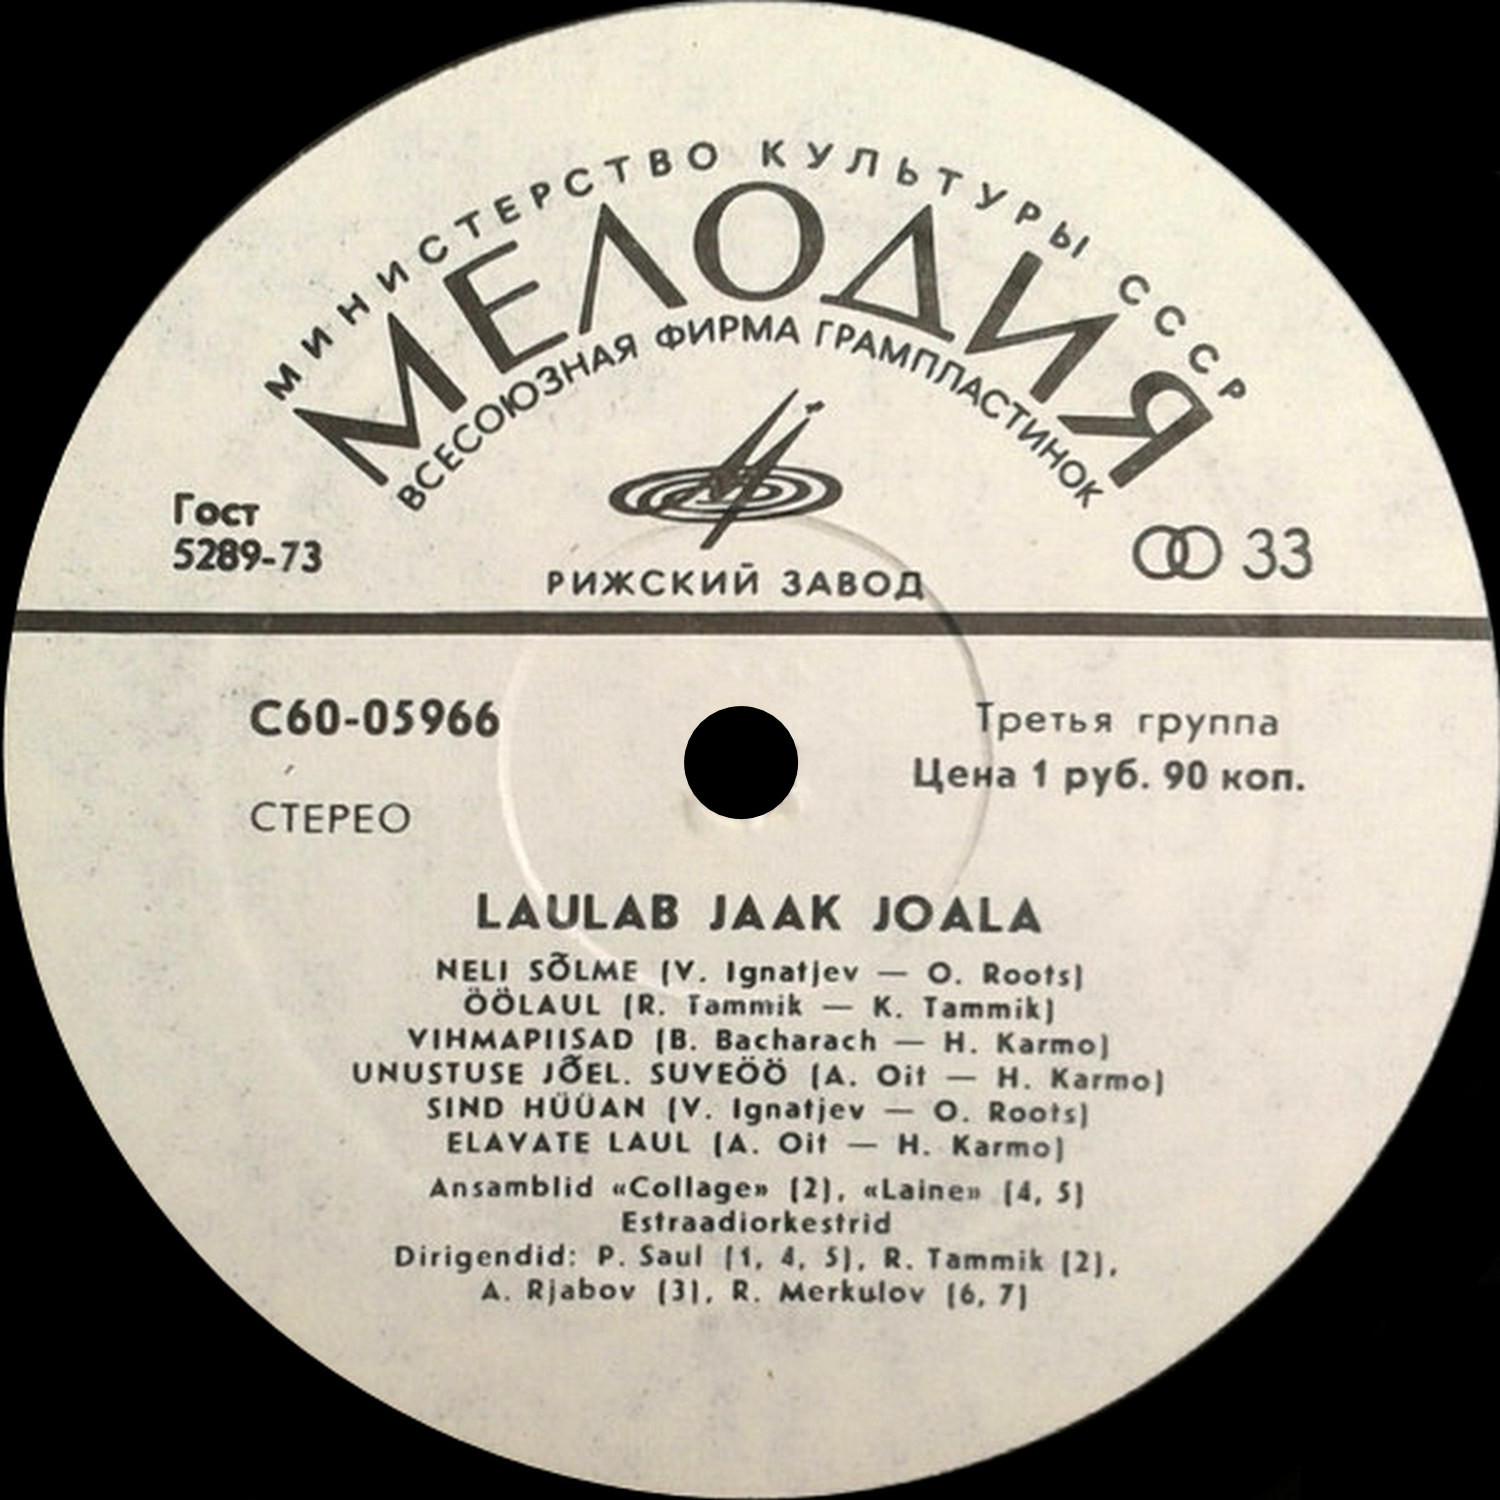 МИНИСТЕРСТВО КУЛЬТУРЫ СССР
МЕЛОДИЯ
ВСЕСОЮЗНАЯ ФИРМА ГРАМПЛАСТИНОК
Гост
5289-73
33
РИЖСКИЙ ЗАВОД
С60-05966
Третья группа
Цена 1 руб. 90 коп.
СТЕРЕО
LAULAB JAAK JOALA
NELI SÕLME (V. Ignatjev — O. Roots)
ÖÖLAUL (R. Tammik — K. Tammik)
VIHMAPIISAD (B. Bacharach — H. Karmo)
UNUSTUSE JÕEL. SUVEÖÖ (A. Oit — H. Karmo)
SIND HÜÜAN (V. Ignatjev — O. Roots)
ELAVATE LAUL (A. Oit — H. Karmo)
Ansamblid «Collage» (2), «Laine» (4, 5)
Estraadiorkestrid
Dirigendid: P. Saul (1, 4, 5), R. Tammik (2),
A. Rjabov (3), R. Merkulov (6, 7)